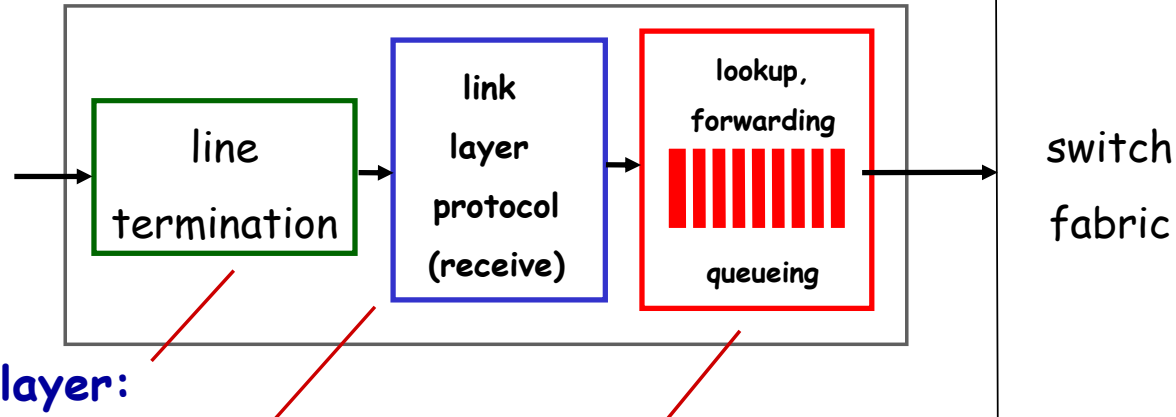 line
termination
link
layer
protocol
(receive)
lookup,
forwarding
queueing
switch
fabric
layer: